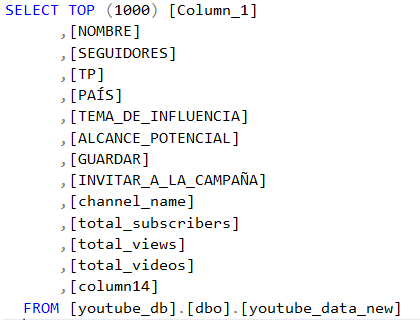 SELECT TOP (1000) [Column_1]
,[NOMBRE]
,[SEGUIDORES]
,[TP]
,[PAÍS]
,[TEMA_DE_INFLUENCIA]
,[ALCANCE_POTENCIAL]
,[GUARDAR]
,[INVITAR_A_LA_CAMPAÑA]
,[channel_name]
,[total_subscribers]
,[total_views]
,[total_videos]
,[column14]
FROM [youtube_db].[dbo].[youtube_data_new]